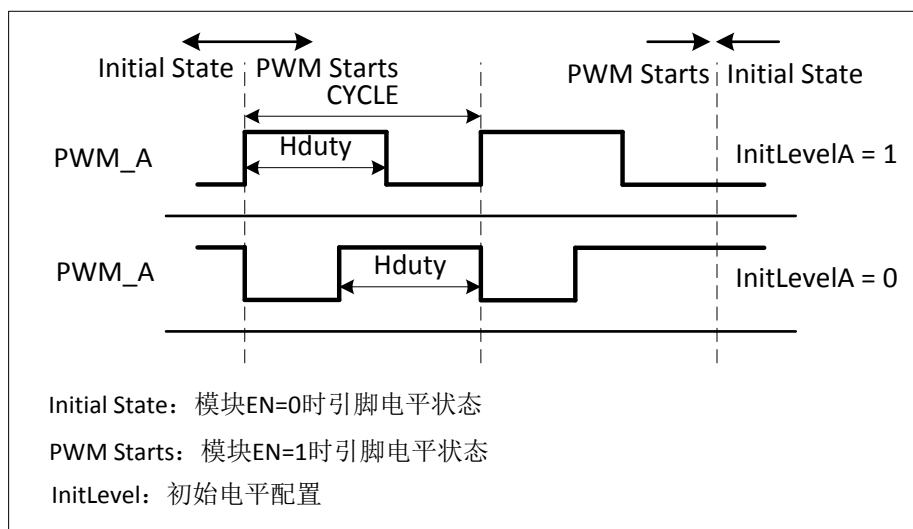 Initial State PWM Starts PWM Starts Initial State
CYCLE
PWM_A Hduty InitLevelA = 1
PWM_A Hduty InitLevelA = 0
Initial State：模块EN=0时引脚电平状态
PWM Starts：模块EN=1时引脚电平状态
InitLevel：初始电平配置